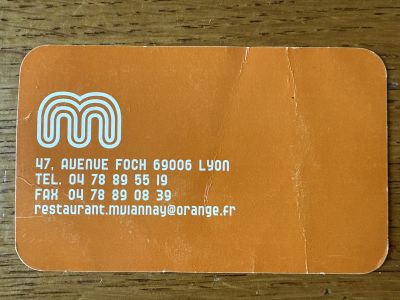 m
47, AVENUE FOCH 69006 LYON
TEL. 04 78 89 55 19
FAX 04 78 89 08 39
restaurant.mviannay@orange.fr